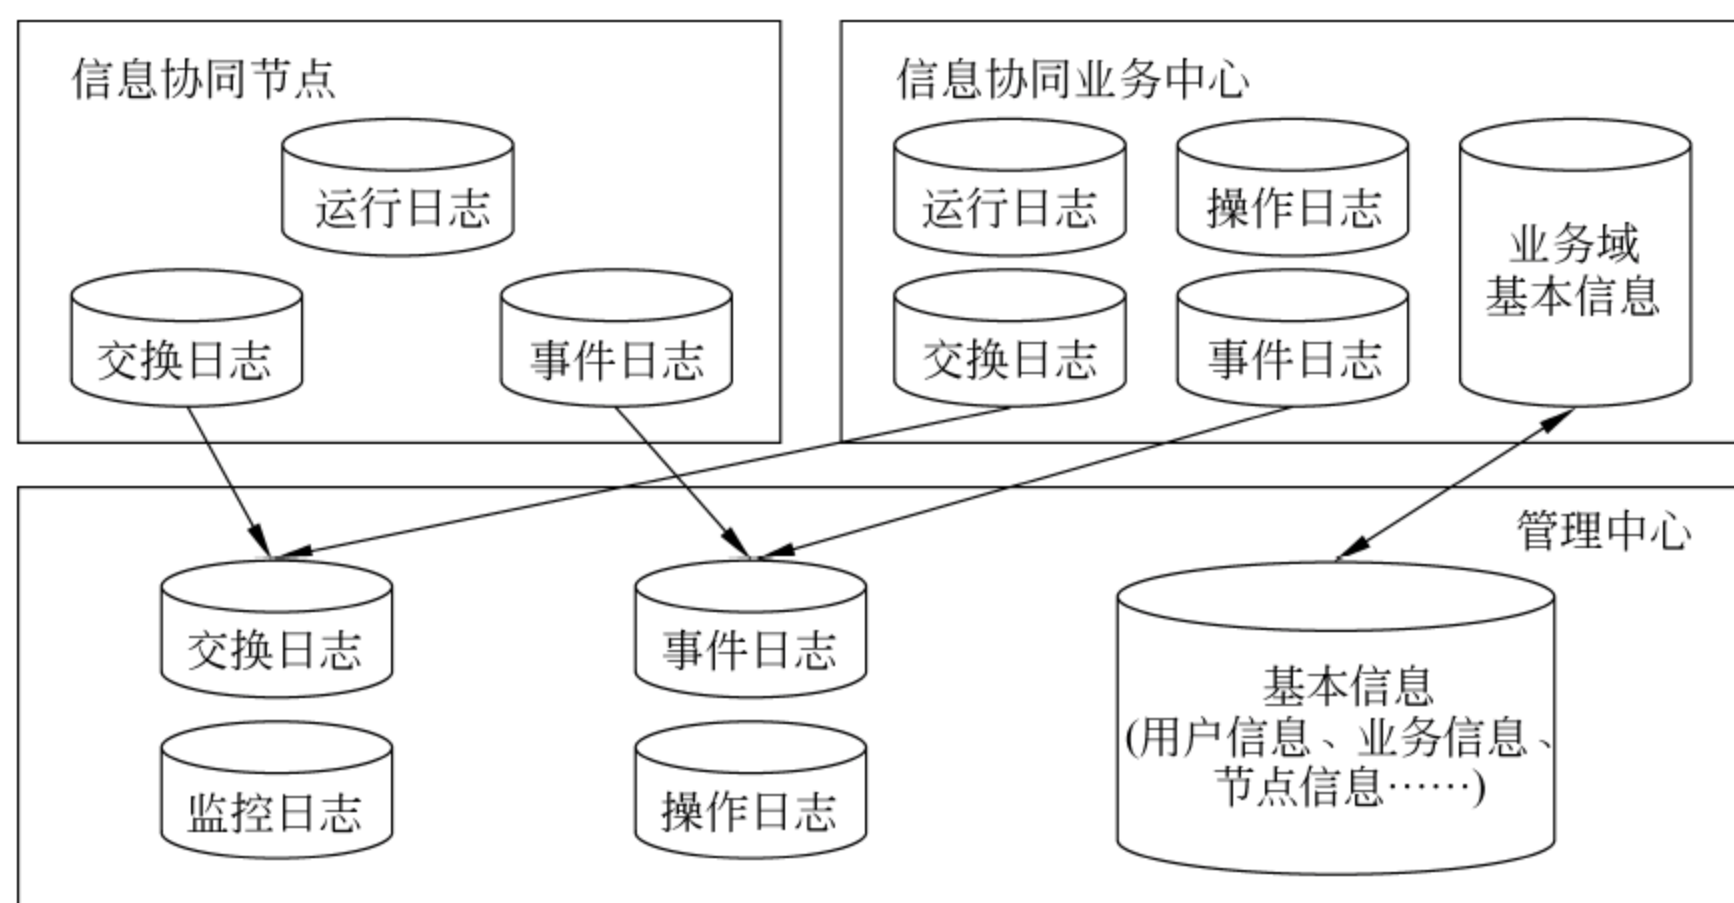 信息协同节点
运行日志
交换日志
事件日志
信息协同业务中心
运行日志
操作日志
交换日志
事件日志
业务域
基本信息
管理中心
交换日志
事件日志
监控日志
操作日志
基本信息
(用户信息、业务信息、
节点信息……)